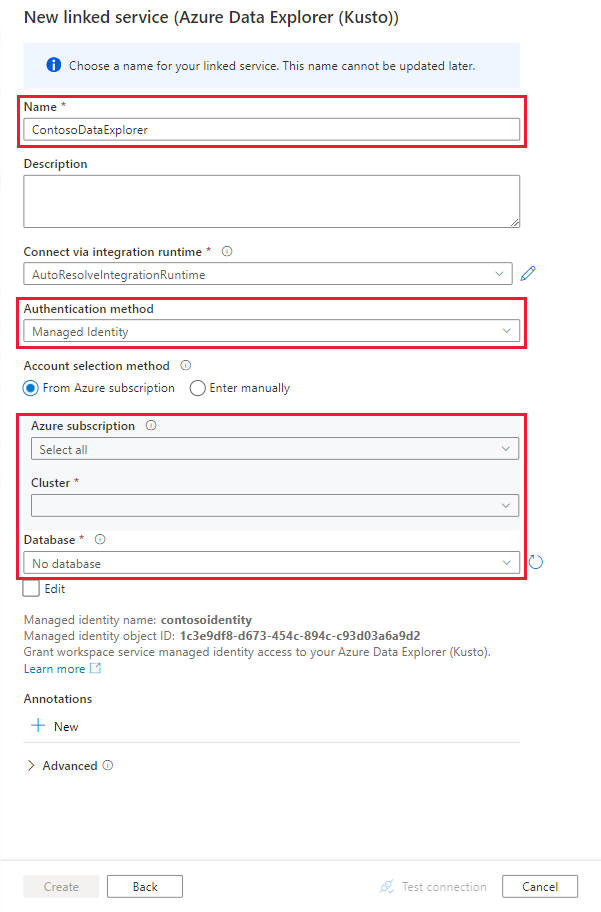 New linked service (Azure Data Explorer (Kusto))
Choose a name for your linked service. This name cannot be updated later.
Name *
ContosoDataExplorer
Description
Connect via integration runtime *
AutoResolveIntegrationRuntime
Authentication method
Managed Identity
Account selection method
From Azure subscription Enter manually
Azure subscription
Select all
Cluster *
Database *
No database
Edit
Managed identity name: contosoidentity
Managed identity object ID: 1c3e9df8-d673-454c-894c-c93d03a6a9d2
Grant workspace service managed identity access to your Azure Data Explorer (Kusto).
Learn more
Annotations
New
Advanced
Create Back Test connection Cancel